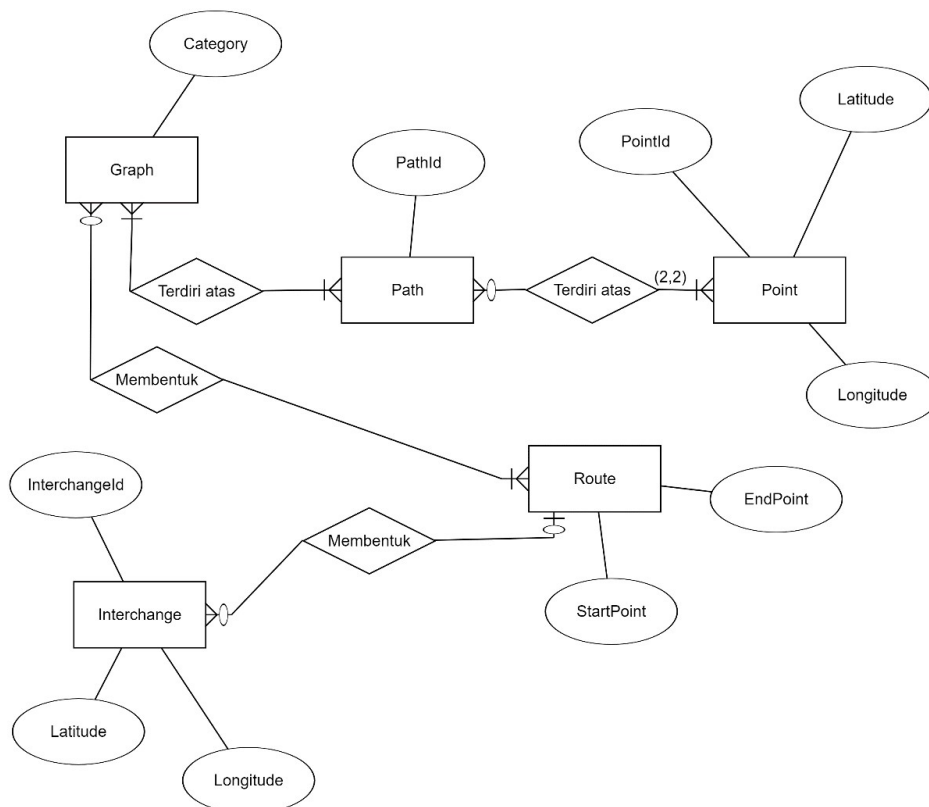 Category
Latitude
PointId
PathId
Graph
Terdiri atas
Path
Terdiri atas
(2,2)
Point
Membentuk
Longitude
InterchangeId
Route
EndPoint
Membentuk
Interchange
StartPoint
Latitude
Longitude